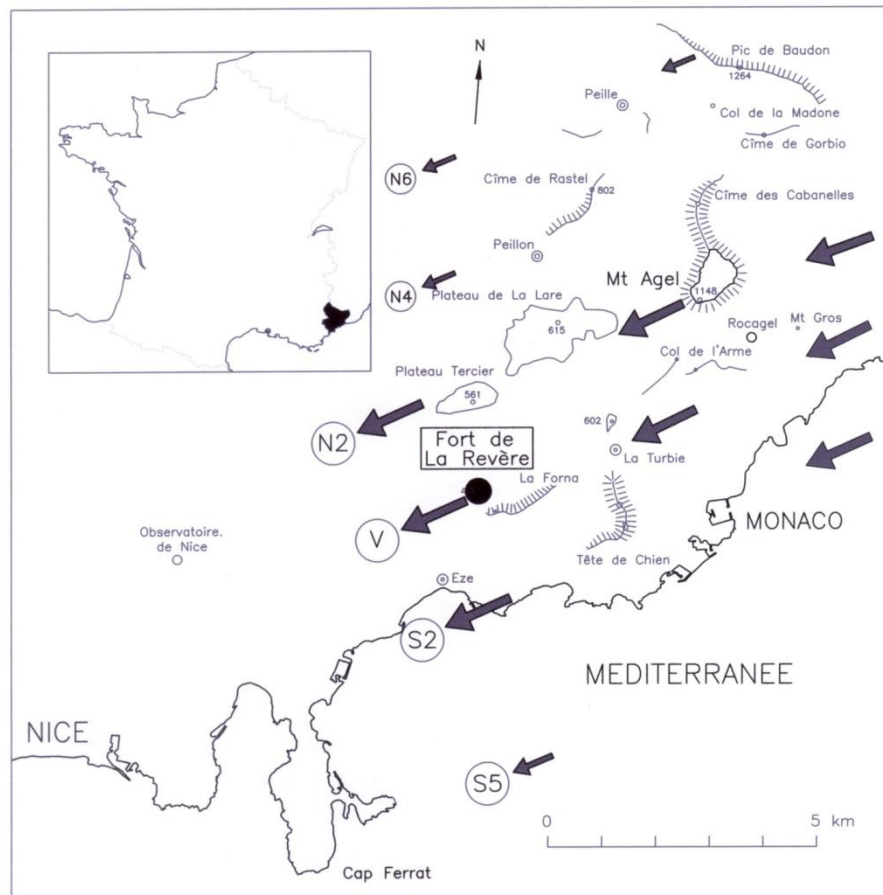 N
Pic de Baudon
1264
Peille
Col de la Madone
Cîme de Gorbio
N6
Cîme de Rastel
802
Cîme des Cabanelles
Peillon
Mt Agel
N4
Plateau de La Lare
1148
615
Rocagel
Mt Gros
Col de l'Arme
Plateau Tercier
561
N2
602
Fort de
La Revère
La Turbie
La Forna
V
MONACO
Observatoire.
de Nice
Tête de Chien
Eze
S2
MEDITERRANEE
NICE
S5
0
5 km
Cap Ferrat